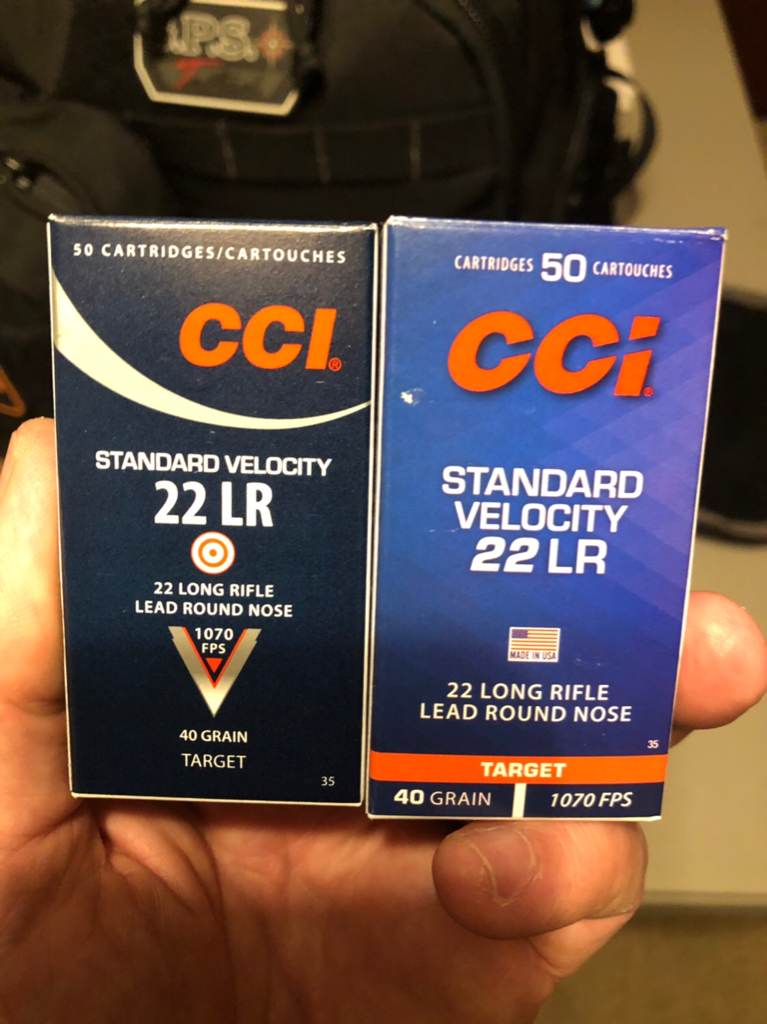 .P.S.
50 CARTRIDGES/CARTOUCHES
CCI®
STANDARD VELOCITY
22 LR
22 LONG RIFLE
LEAD ROUND NOSE
1070
FPS
40 GRAIN
TARGET
35
CARTRIDGES 50 CARTOUCHES
CCi®
STANDARD
VELOCITY
22 LR
MADE IN USA
22 LONG RIFLE
LEAD ROUND NOSE
35
TARGET
40 GRAIN 1070 FPS